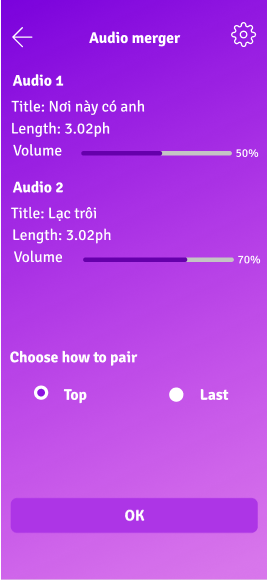 Audio merger
Audio 1
Title: Nơi này có anh
Length: 3.02ph
Volume 50%
Audio 2
Title: Lạc trôi
Length: 3.02ph
Volume 70%
Choose how to pair
Top Last
OK